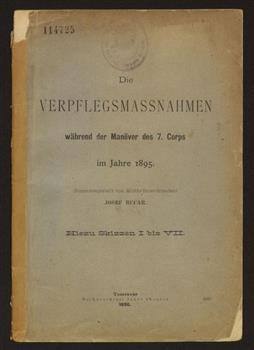 114725
Die
VERPFLEGSMASSNAHMEN
während der Manöver des 7. Corps
im Jahre 1895.
von
JOSEF
Hiezu Skizzen I bis VII.
Temesvár
1896.